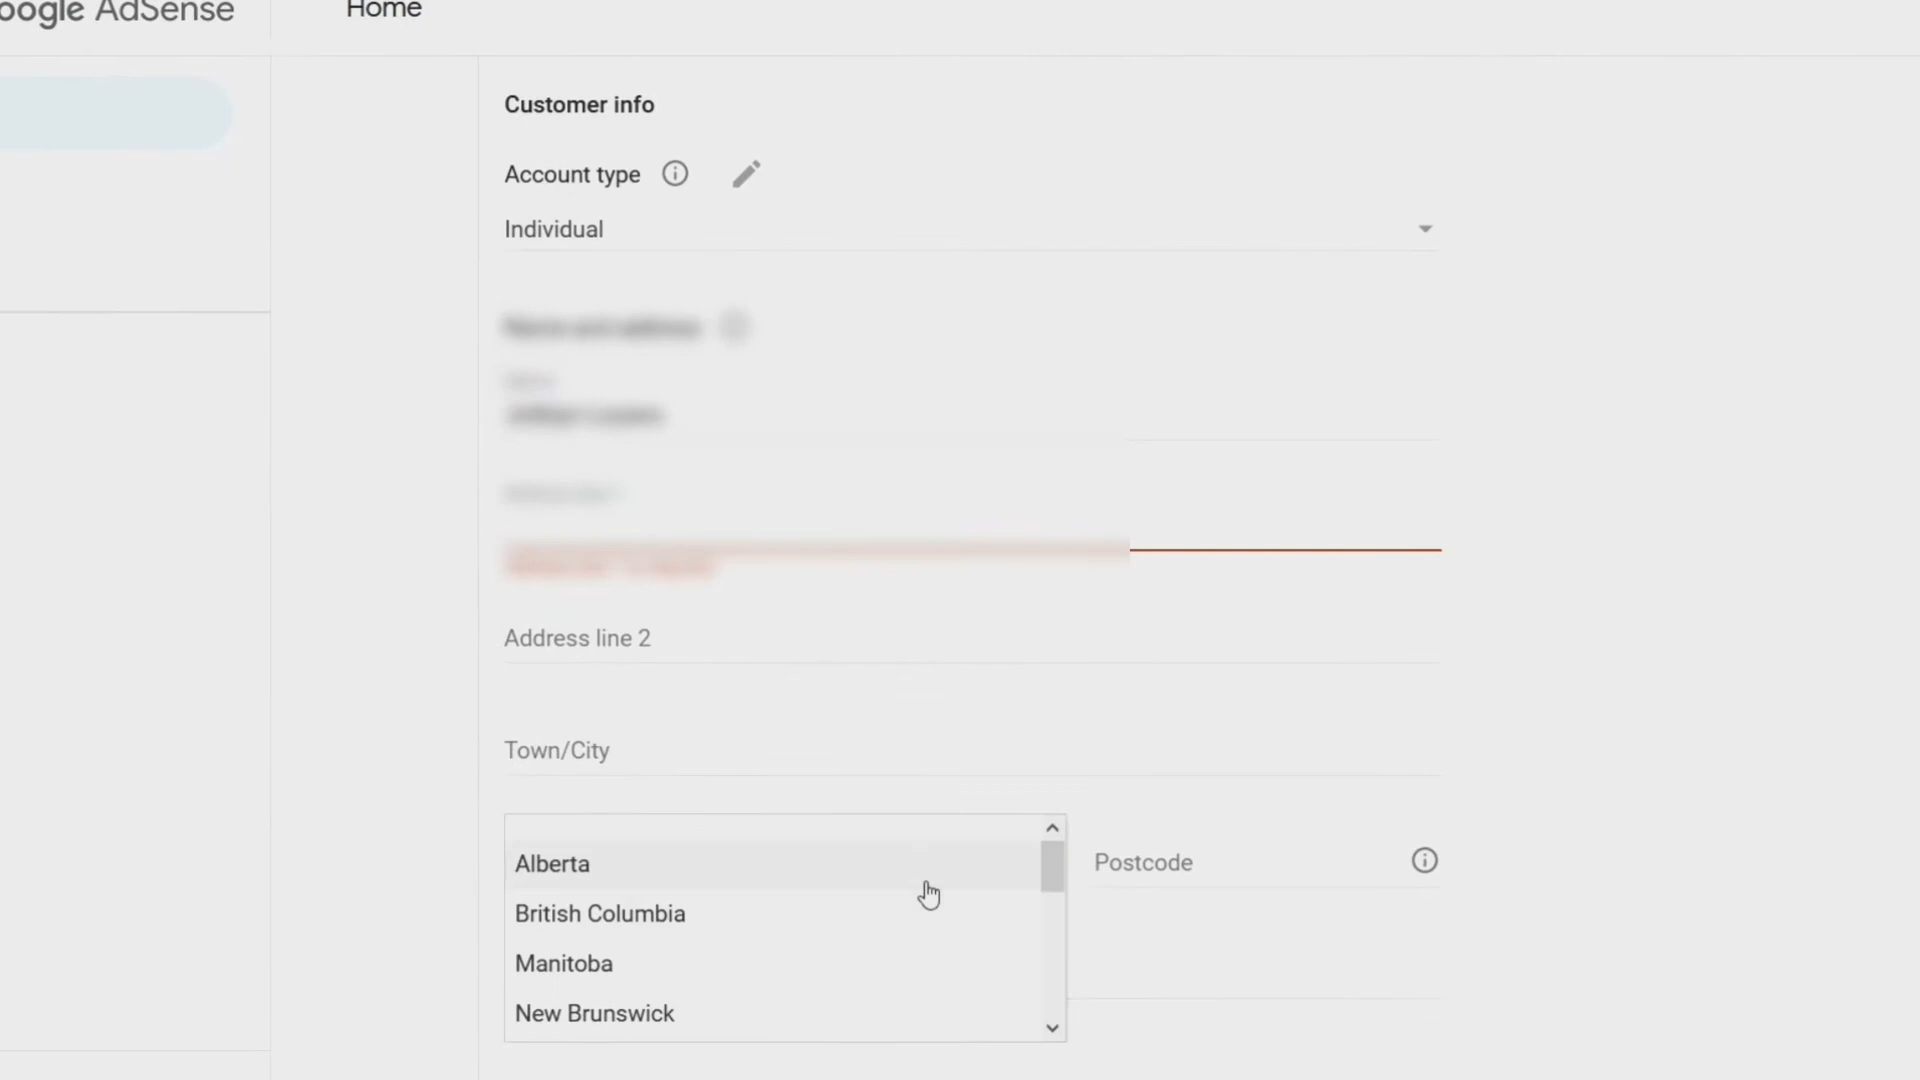 oogle AdSense
Home
Customer info
Account type
Individual
Address line 2
Town/City
Alberta
Postcode
British Columbia
Manitoba
New Brunswick